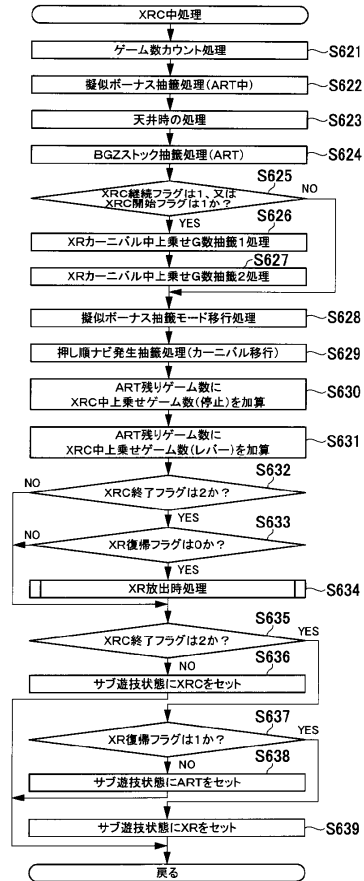 XRC中処理
ゲーム数カウント処理
S621
擬似ボーナス抽籤処理(ART中)
S622
天井時の処理
S623
BGZストック抽籤処理(ART)
S624
S625
XRC継続フラグは1、又は
XRC開始フラグは1か?
NO
YES
S626
XRカーニバル中上乗せG数抽籤1処理
S627
XRカーニバル中上乗せG数抽籤2処理
擬似ボーナス抽籤モード移行処理
S628
押し順ナビ発生抽籤処理(カーニバル移行)
S629
ART残りゲーム数に
XRC中上乗せゲーム数(停止)を加算
S630
ART残りゲーム数に
XRC中上乗せゲーム数(レバー)を加算
S631
S632
NO
XRC終了フラグは2か?
YES
S633
NO
XR復帰フラグは0か?
YES
XR放出時処理
S634
S635
XRC終了フラグは2か?
YES
NO
S636
サブ遊技状態にXRCをセット
S637
XR復帰フラグは1か?
YES
NO
S638
サブ遊技状態にARTをセット
サブ遊技状態にXRをセット
S639
戻る